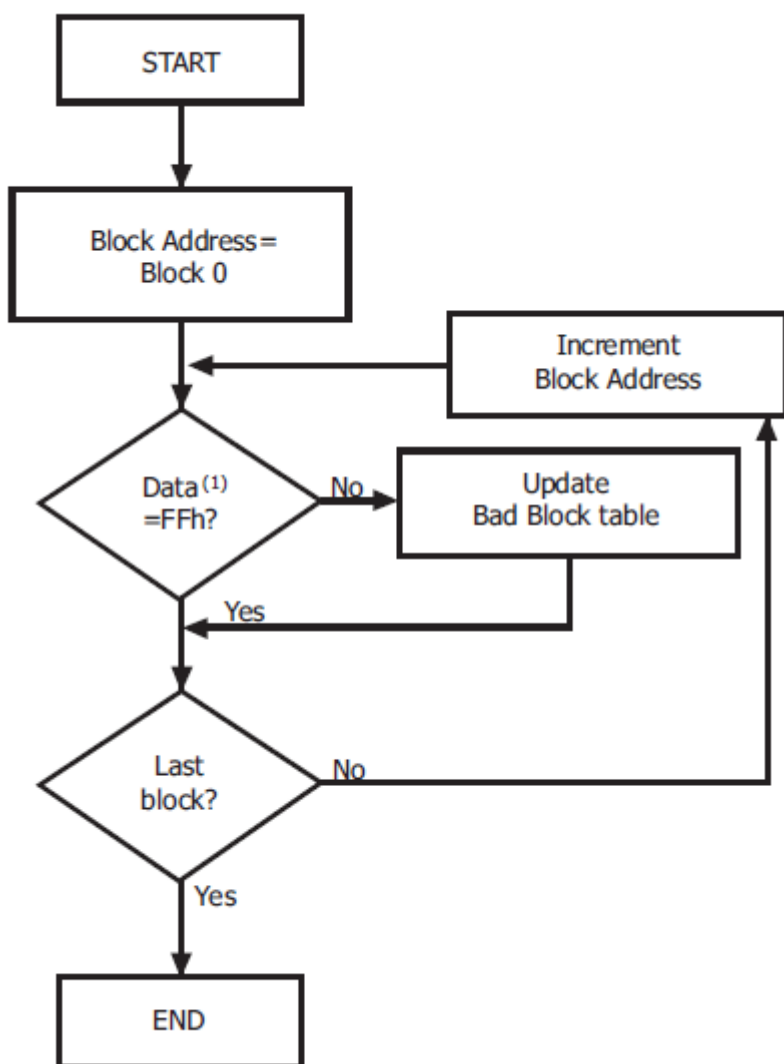 START
Block Address=
Block 0
Increment
Block Address
Data(1)
=FFh?
No
Update
Bad Block table
Yes
Last
block?
No
Yes
END